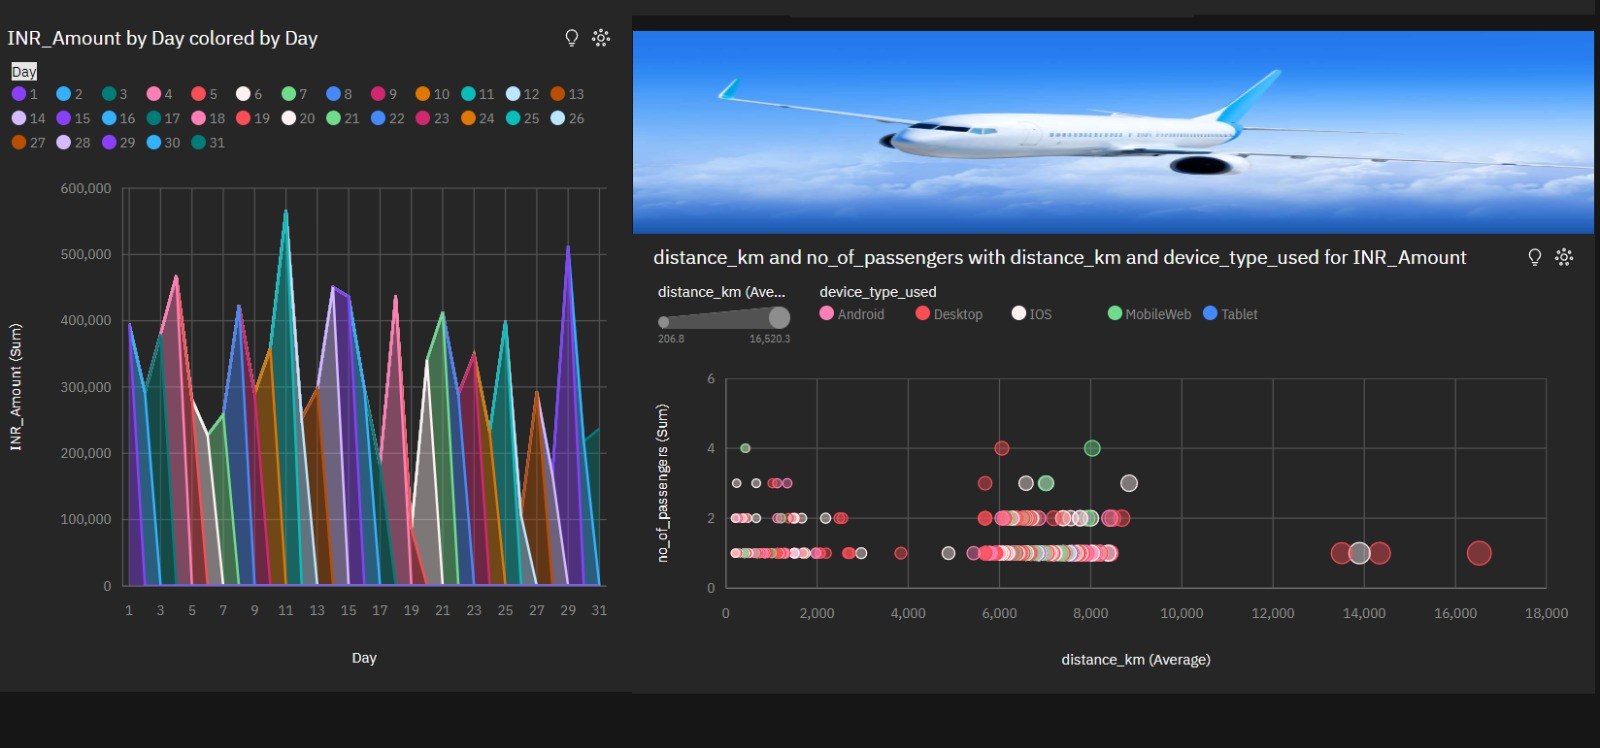 INR_Amount by Day colored by Day
Day
1 2 3 4 5 6 7 8 9 10 11 12 13
14 15 16 17 18 19 20 21 22 23 24 25 26
27 28 29 30 31
600,000
500,000
400,000
300,000
200,000
100,000
0
INR_Amount (Sum)
1 3 5 7 9 11 13 15 17 19 21 23 25 27 29 31
Day
distance_km and no_of_passengers with distance_km and device_type_used for INR_Amount
distance_km (Ave...
206.8 16,520.3
device_type_used
Android Desktop IOS MobileWeb Tablet
6
4
2
0
no_of_passengers (Sum)
0 2,000 4,000 6,000 8,000 10,000 12,000 14,000 16,000 18,000
distance_km (Average)